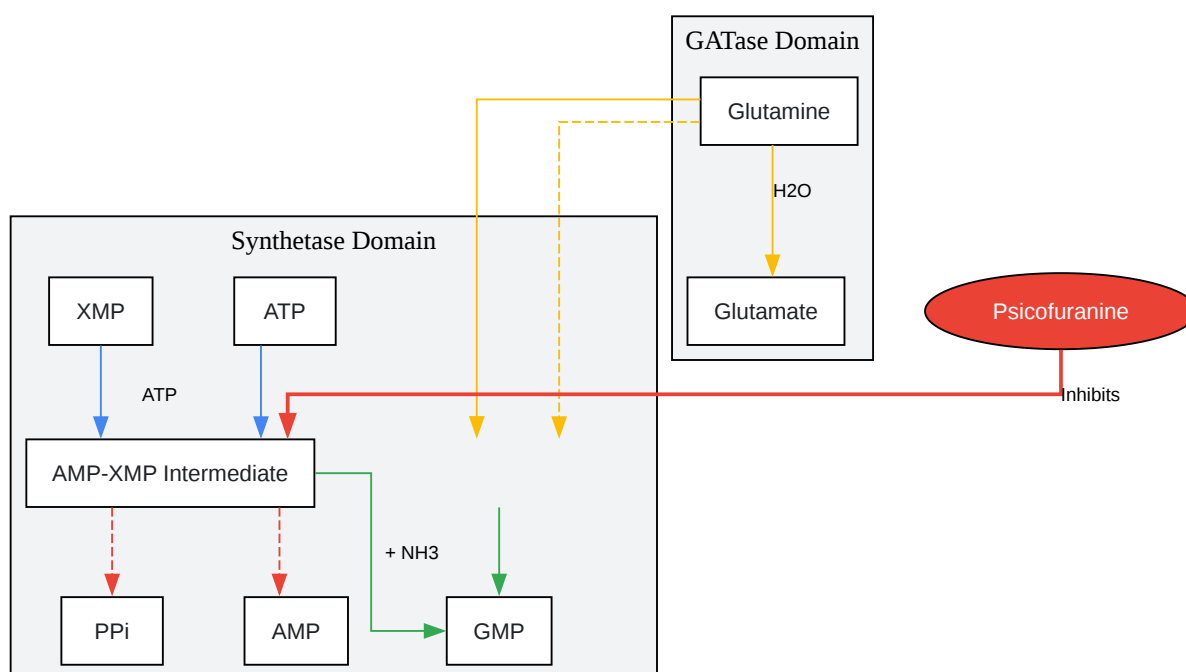 GATase Domain
Glutamine
H2O
Synthetase Domain
XMP
ATP
Glutamate
Psicofuranine
ATP
Inhibits
AMP-XMP Intermediate
+ NH3
PPi
AMP
GMP